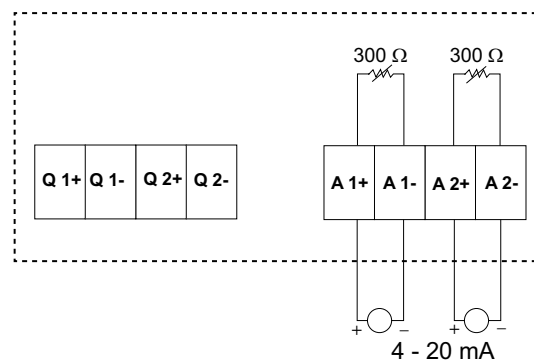 300 Ω 300 Ω
Q 1+ Q 1- Q 2+ Q 2- A 1+ A 1- A 2+ A 2-
+ − + −
4 - 20 mA